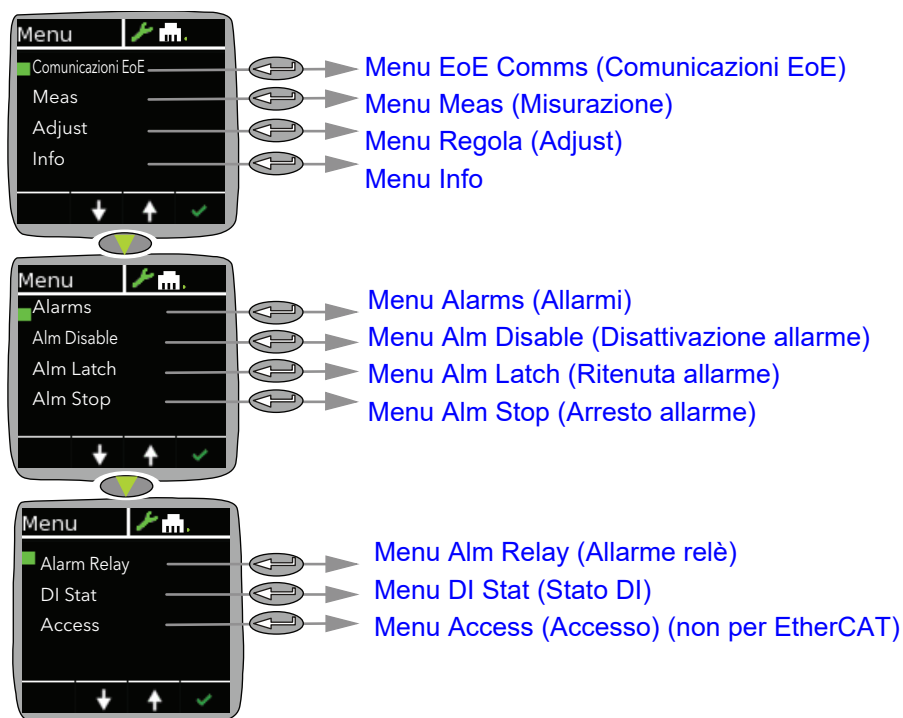 Menu
Comunicazioni EoE
Meas
Adjust
Info
Menu EoE Comms (Comunicazioni EoE)
Menu Meas (Misurazione)
Menu Regola (Adjust)
Menu Info
Menu
Alarms
Alm Disable
Alm Latch
Alm Stop
Menu Alarms (Allarmi)
Menu Alm Disable (Disattivazione allarme)
Menu Alm Latch (Ritenuta allarme)
Menu Alm Stop (Arresto allarme)
Menu
Alarm Relay
DI Stat
Access
Menu Alm Relay (Allarme relè)
Menu DI Stat (Stato DI)
Menu Access (Accesso) (non per EtherCAT)